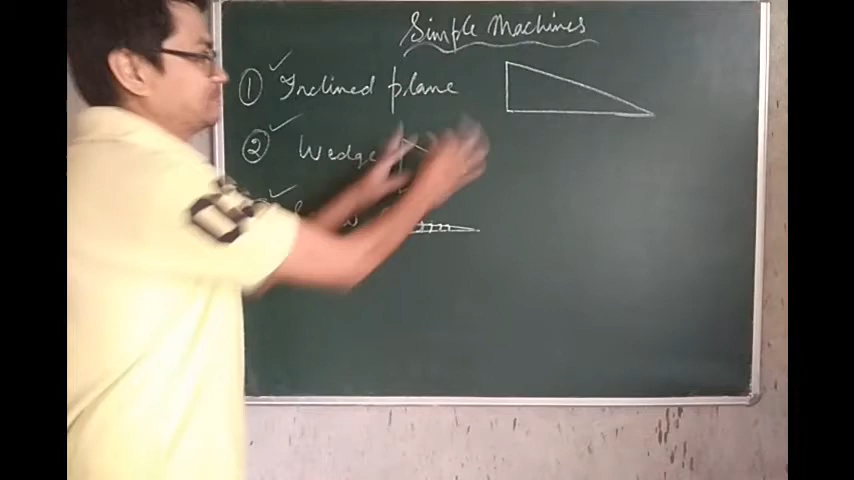 Simple Machines
① Inclined plane
② Wedge